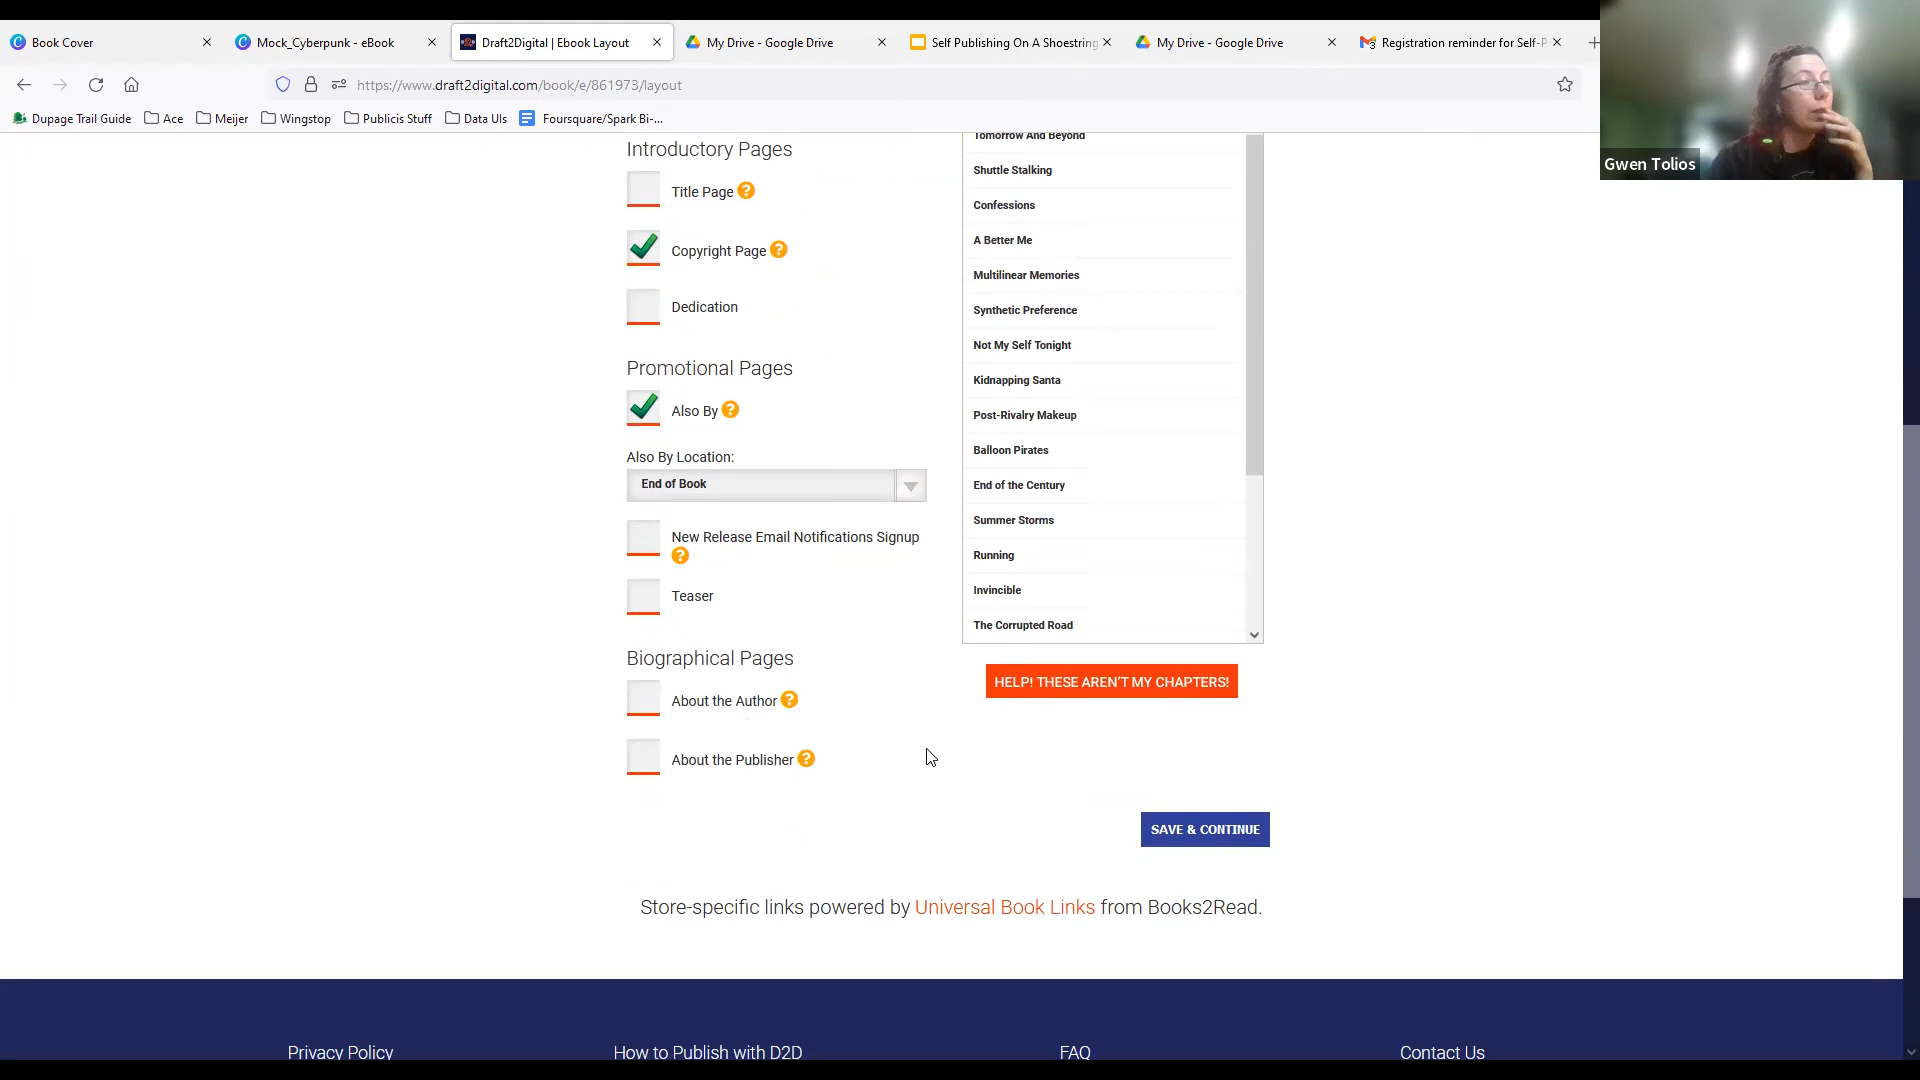 Book Cover
Mock_Cyberpunk - eBook
Draft2Digital | Ebook Layout
My Drive - Google Drive
Self Publishing On A Shoestring
My Drive - Google Drive
Registration reminder for Self-P
https://www.draft2digital.com/book/e/861973/layout
Dupage Trail Guide
Ace
Meijer
Wingstop
Publicis Stuff
Data UIs
Foursquare/Spark Bi-...
Gwen Tolios
Introductory Pages
Title Page ?
Copyright Page ?
Dedication
Promotional Pages
Also By ?
Also By Location:
End of Book
New Release Email Notifications Signup
?
Teaser
Biographical Pages
About the Author ?
About the Publisher ?
Tomorrow And Beyond
Shuttle Stalking
Confessions
A Better Me
Multilinear Memories
Synthetic Preference
Not My Self Tonight
Kidnapping Santa
Post-Rivalry Makeup
Balloon Pirates
End of the Century
Summer Storms
Running
Invincible
The Corrupted Road
HELP! THESE AREN'T MY CHAPTERS!
SAVE & CONTINUE
Store-specific links powered by Universal Book Links from Books2Read.
Privacy Policy
How to Publish with D2D
FAQ
Contact Us